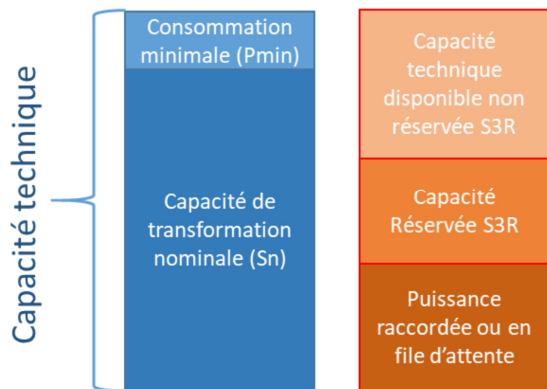 Capacité technique
Consommation
minimale (Pmin)
Capacité de
transformation
nominale (Sn)
Capacité
technique
disponible non
réservée S3R
Capacité
Réservée S3R
Puissance
raccordée ou en
file d’attente